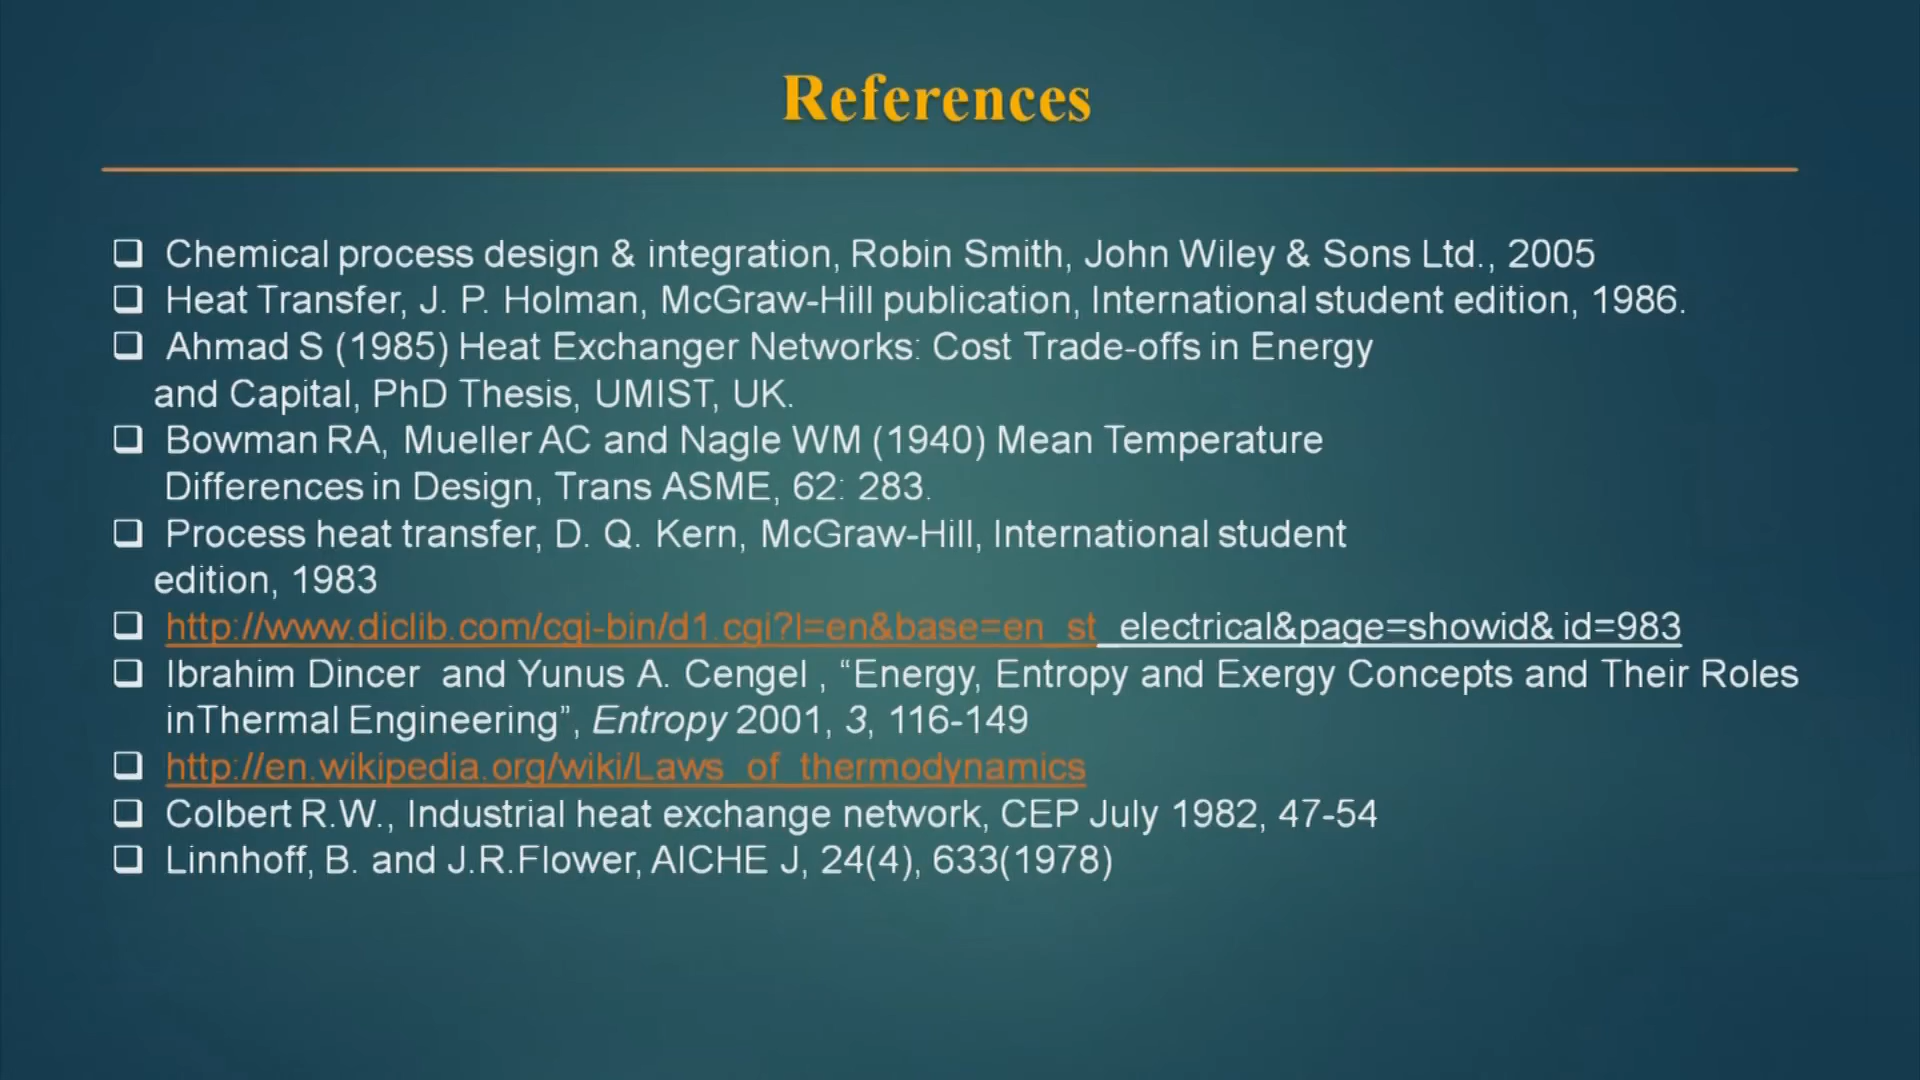 References
Chemical process design & integration, Robin Smith, John Wiley & Sons Ltd., 2005
Heat Transfer, J. P. Holman, McGraw-Hill publication, International student edition, 1986.
Ahmad S (1985) Heat Exchanger Networks: Cost Trade-offs in Energy
and Capital, PhD Thesis, UMIST, UK.
Bowman RA, Mueller AC and Nagle WM (1940) Mean Temperature
Differences in Design, Trans ASME, 62: 283.
Process heat transfer, D. Q. Kern, McGraw-Hill, International student
edition, 1983
http://www.diclib.com/cgi-bin/d1.cgi?l=en&base=en_st_electrical&page=showid& id=983
Ibrahim Dincer and Yunus A. Cengel , “Energy, Entropy and Exergy Concepts and Their Roles
inThermal Engineering”, Entropy 2001, 3, 116-149
http://en.wikipedia.org/wiki/Laws_of_thermodynamics
Colbert R.W., Industrial heat exchange network, CEP July 1982, 47-54
Linnhoff, B. and J.R.Flower, AICHE J, 24(4), 633(1978)